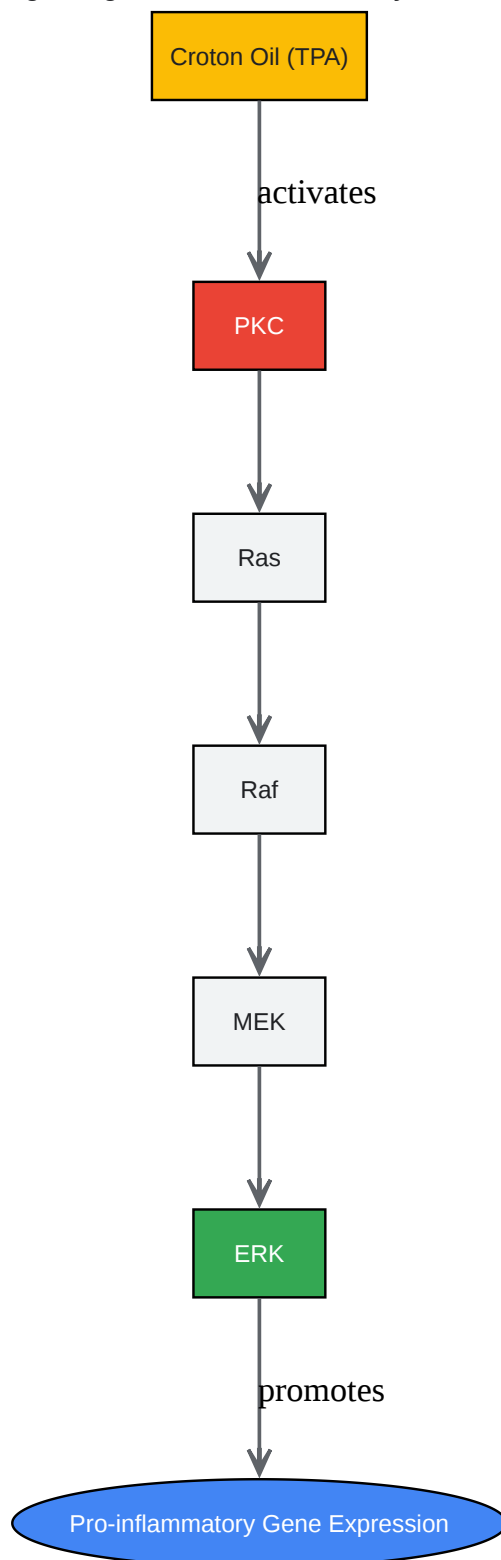 Croton Oil (TPA)
activates
PKC
Ras
Raf
MEK
ERK
promotes
Pro-inflammatory Gene Expression